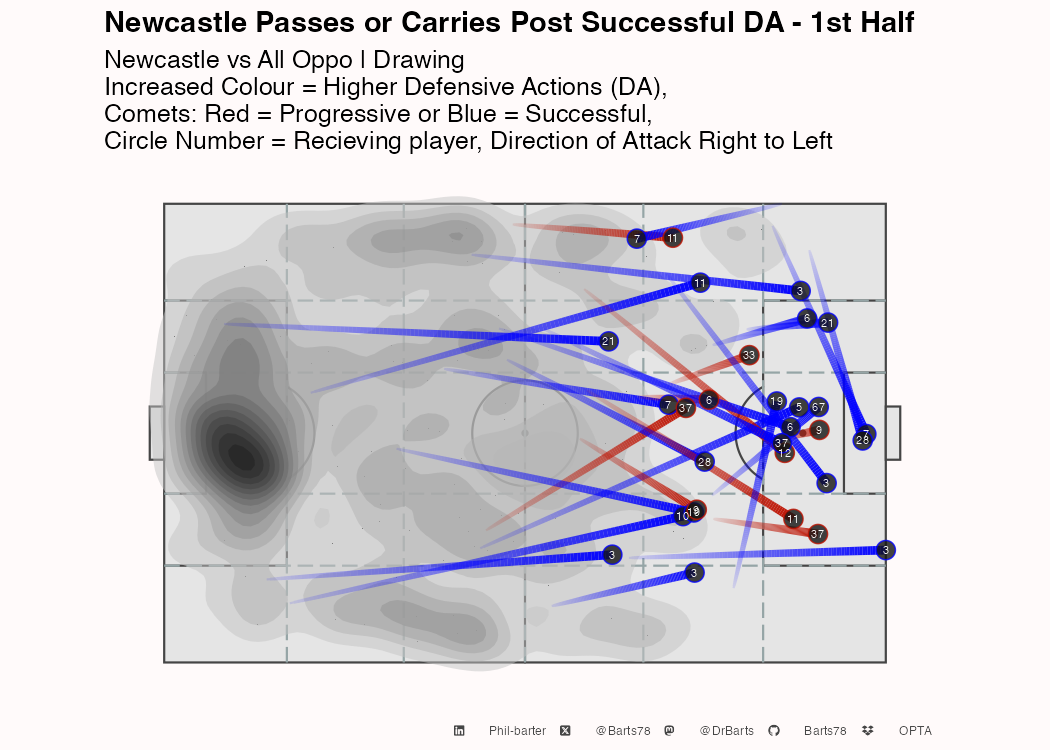 Newcastle Passes or Carries Post Successful DA - 1st Half
Newcastle vs All Oppo | Drawing
Increased Colour = Higher Defensive Actions (DA),
Comets: Red = Progressive or Blue = Successful,
Circle Number = Recieving player, Direction of Attack Right to Left
7 11
11 3
6 21
21
33
7 37 6 19 5 67
6 9
37 12
7
28
28
3
10 9
11
37
3 3
3
Phil-barter @Barts78 @DrBarts Barts78 OPTA